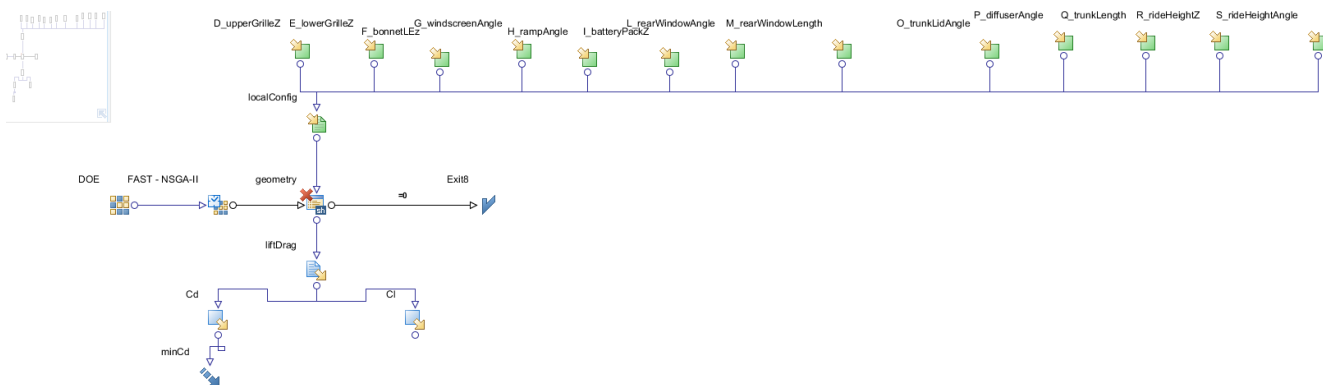 D_upperGrilleZ
E_lowerGrilleZ
F_bonnetLEz
G_windscreenAngle
H_rampAngle
I_batteryPackZ
L_rearWindowAngle
M_rearWindowLength
O_trunkLidAngle
P_diffuserAngle
Q_trunkLength
R_rideHeightZ
S_rideHeightAngle
localConfig
DOE
FAST - NSGA-II
geometry
sh
=0
Exit8
liftDrag
Cd
Cl
minCd